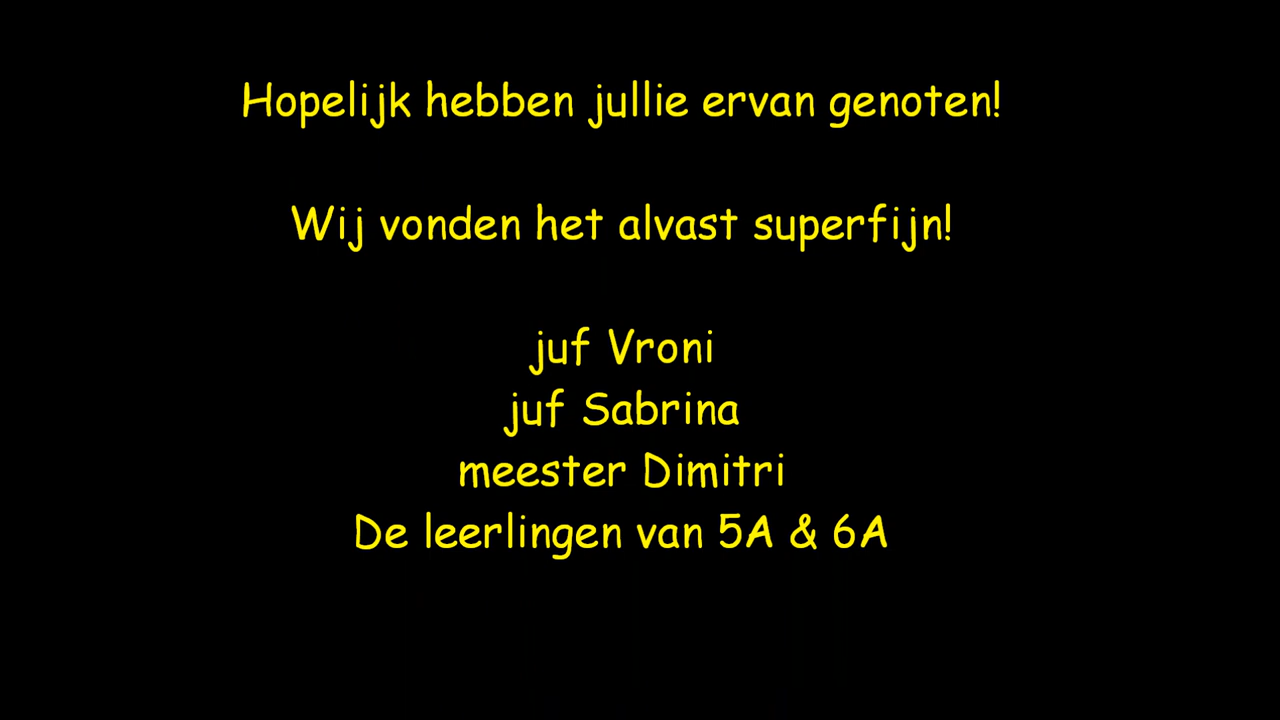 Hopelijk hebben jullie ervan genoten!
Wij vonden het alvast superfijn!
juf Vroni
juf Sabrina
meester Dimitri
De leerlingen van 5A & 6A